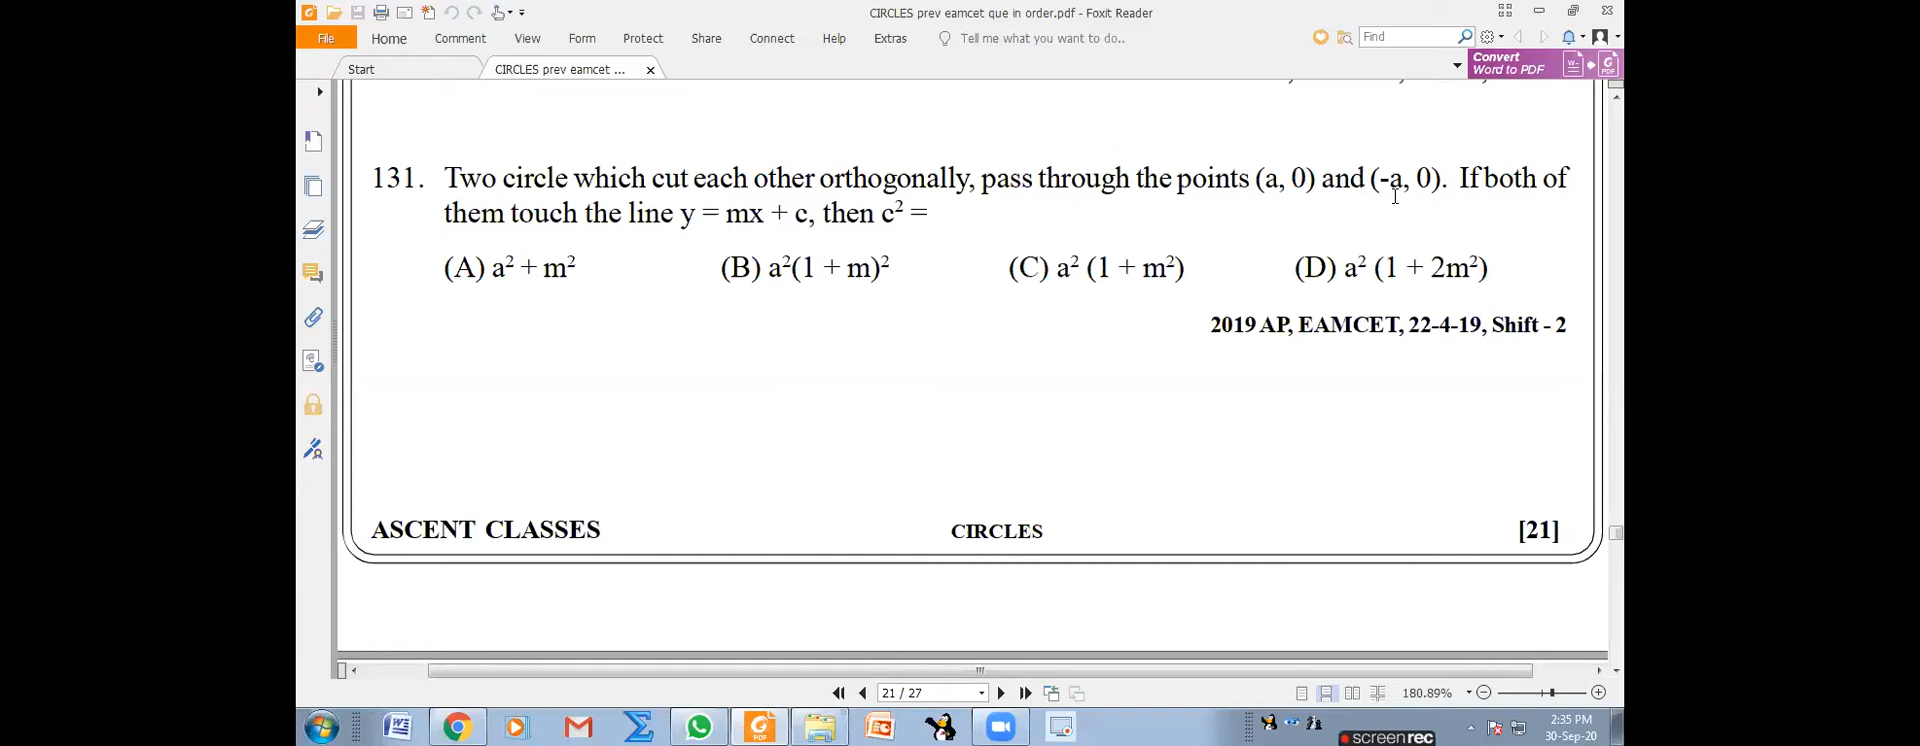 CIRCLES prev eamcet que in order.pdf - Foxit Reader
File Home Comment View Form Protect Share Connect Help Extras Tell me what you want to do.. Find
Start CIRCLES prev eamcet ... Convert
Word to PDF
131. Two circle which cut each other orthogonally, pass through the points (a, 0) and (-a, 0). If both of
them touch the line y = mx + c, then c² =
(A) a² + m² (B) a²(1 + m)² (C) a² (1 + m²) (D) a² (1 + 2m²)
2019 AP, EAMCET, 22-4-19, Shift - 2
ASCENT CLASSES CIRCLES [21]
21 / 27 180.89%
2:35 PM
30-Sep-20
screenrec